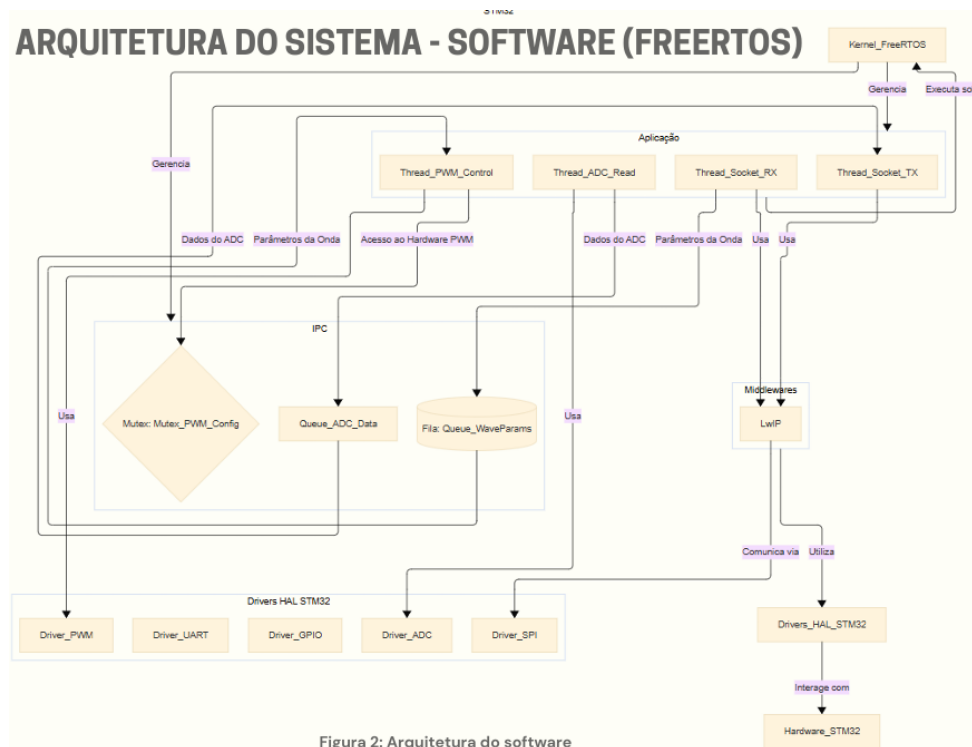 STM32
ARQUITETURA DO SISTEMA - SOFTWARE (FREERTOS)
Kernel_FreeRTOS
Gerencia
Executa so
Aplicação
Gerencia
Thread_PWM_Control
Thread_ADC_Read
Thread_Socket_RX
Thread_Socket_TX
Dados do ADC
Parâmetros da Onda
Acesso ao Hardware PWM
Dados do ADC
Parâmetros da Onda
Usa
Usa
IPC
Middlewares
Usa
Mutex: Mutex_PWM_Config
Queue_ADC_Data
Fila: Queue_WaveParams
Usa
LwIP
Comunica via
Utiliza
Drivers HAL STM32
Driver_PWM
Driver_UART
Driver_GPIO
Driver_ADC
Driver_SPI
Drivers_HAL_STM32
Interage com
Hardware_STM32
Figura 2: Arquitetura do software